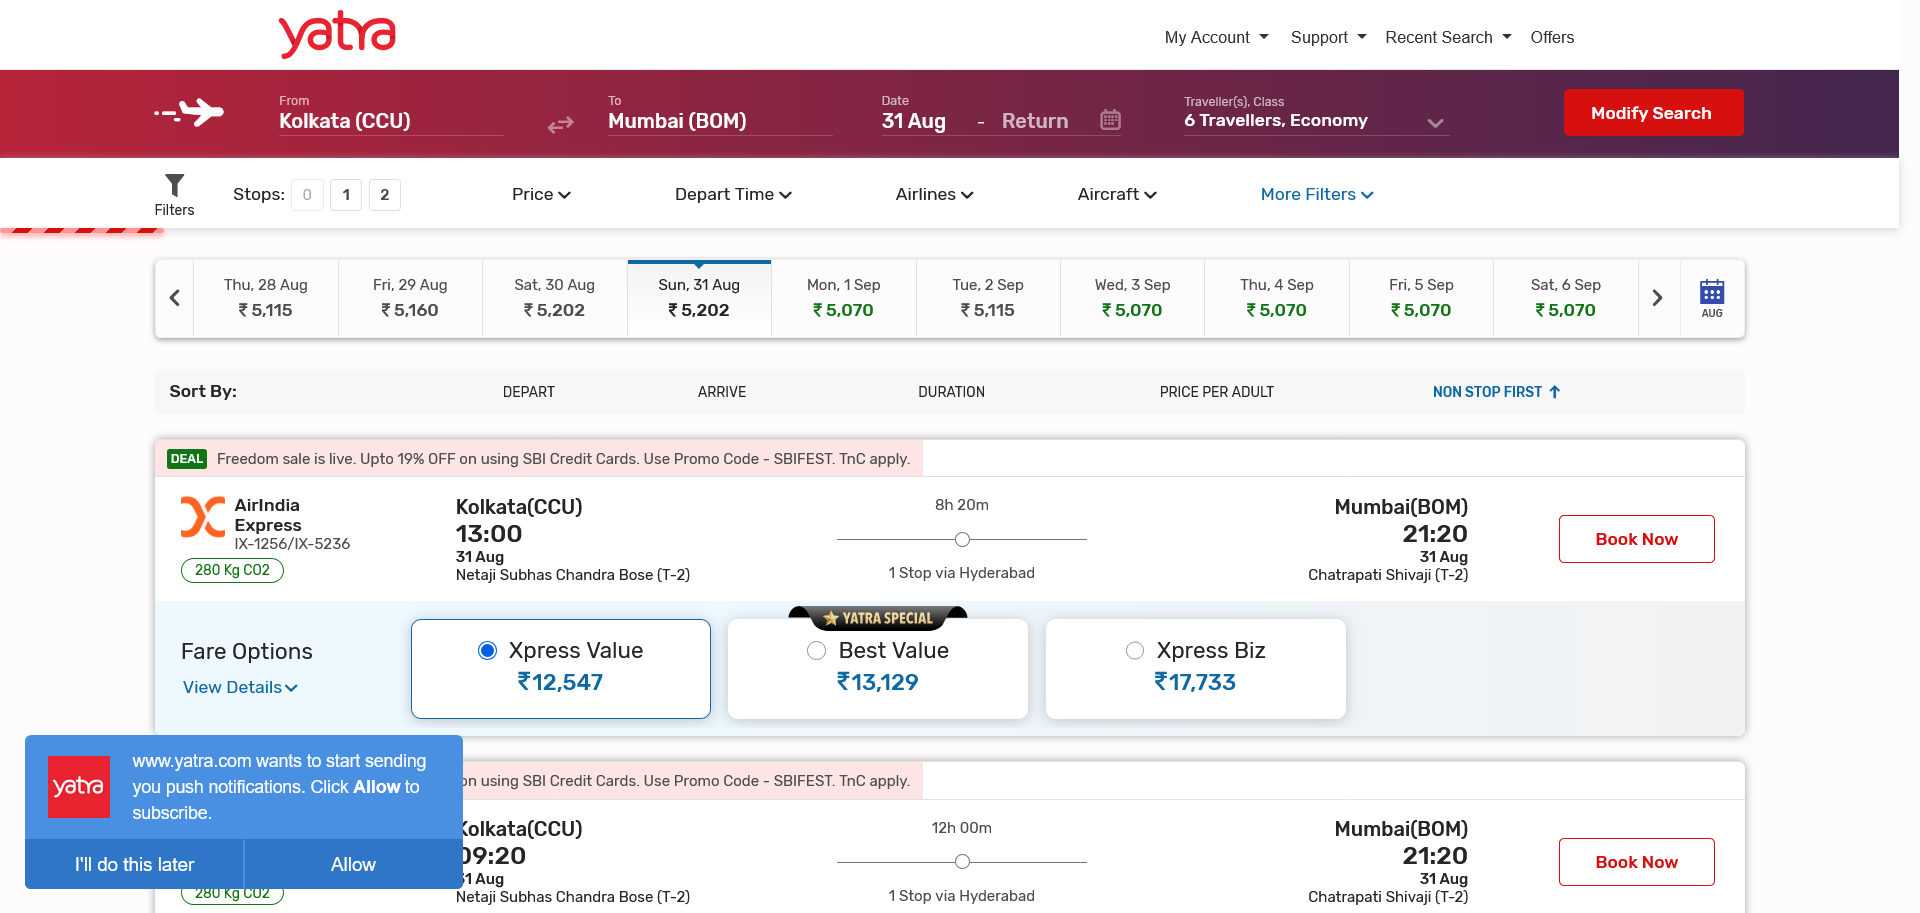 yatra
My Account
Support
Recent Search
Offers
From
Kolkata (CCU)
To
Mumbai (BOM)
Date
31 Aug
-
Return
Traveller(s), Class
6 Travellers, Economy
Modify Search
Filters
Stops:
0
1
2
Price
Depart Time
Airlines
Aircraft
More Filters
Thu, 28 Aug
₹ 5,115
Fri, 29 Aug
₹ 5,160
Sat, 30 Aug
₹ 5,202
Sun, 31 Aug
₹ 5,202
Mon, 1 Sep
₹ 5,070
Tue, 2 Sep
₹ 5,115
Wed, 3 Sep
₹ 5,070
Thu, 4 Sep
₹ 5,070
Fri, 5 Sep
₹ 5,070
Sat, 6 Sep
₹ 5,070
AUG
Sort By:
DEPART
ARRIVE
DURATION
PRICE PER ADULT
NON STOP FIRST
DEAL
Freedom sale is live. Upto 19% OFF on using SBI Credit Cards. Use Promo Code - SBIFEST. TnC apply.
AirIndia
Express
IX-1256/IX-5236
280 Kg CO2
Kolkata(CCU)
13:00
31 Aug
Netaji Subhas Chandra Bose (T-2)
8h 20m
1 Stop via Hyderabad
Mumbai(BOM)
21:20
31 Aug
Chatrapati Shivaji (T-2)
Book Now
Fare Options
View Details
Xpress Value
₹12,547
YATRA SPECIAL
Best Value
₹13,129
Xpress Biz
₹17,733
on using SBI Credit Cards. Use Promo Code - SBIFEST. TnC apply.
Kolkata(CCU)
09:20
31 Aug
Netaji Subhas Chandra Bose (T-2)
12h 00m
1 Stop via Hyderabad
Mumbai(BOM)
21:20
31 Aug
Chatrapati Shivaji (T-2)
Book Now
280 Kg CO2
yatra
www.yatra.com wants to start sending
you push notifications. Click Allow to
subscribe.
I'll do this later
Allow